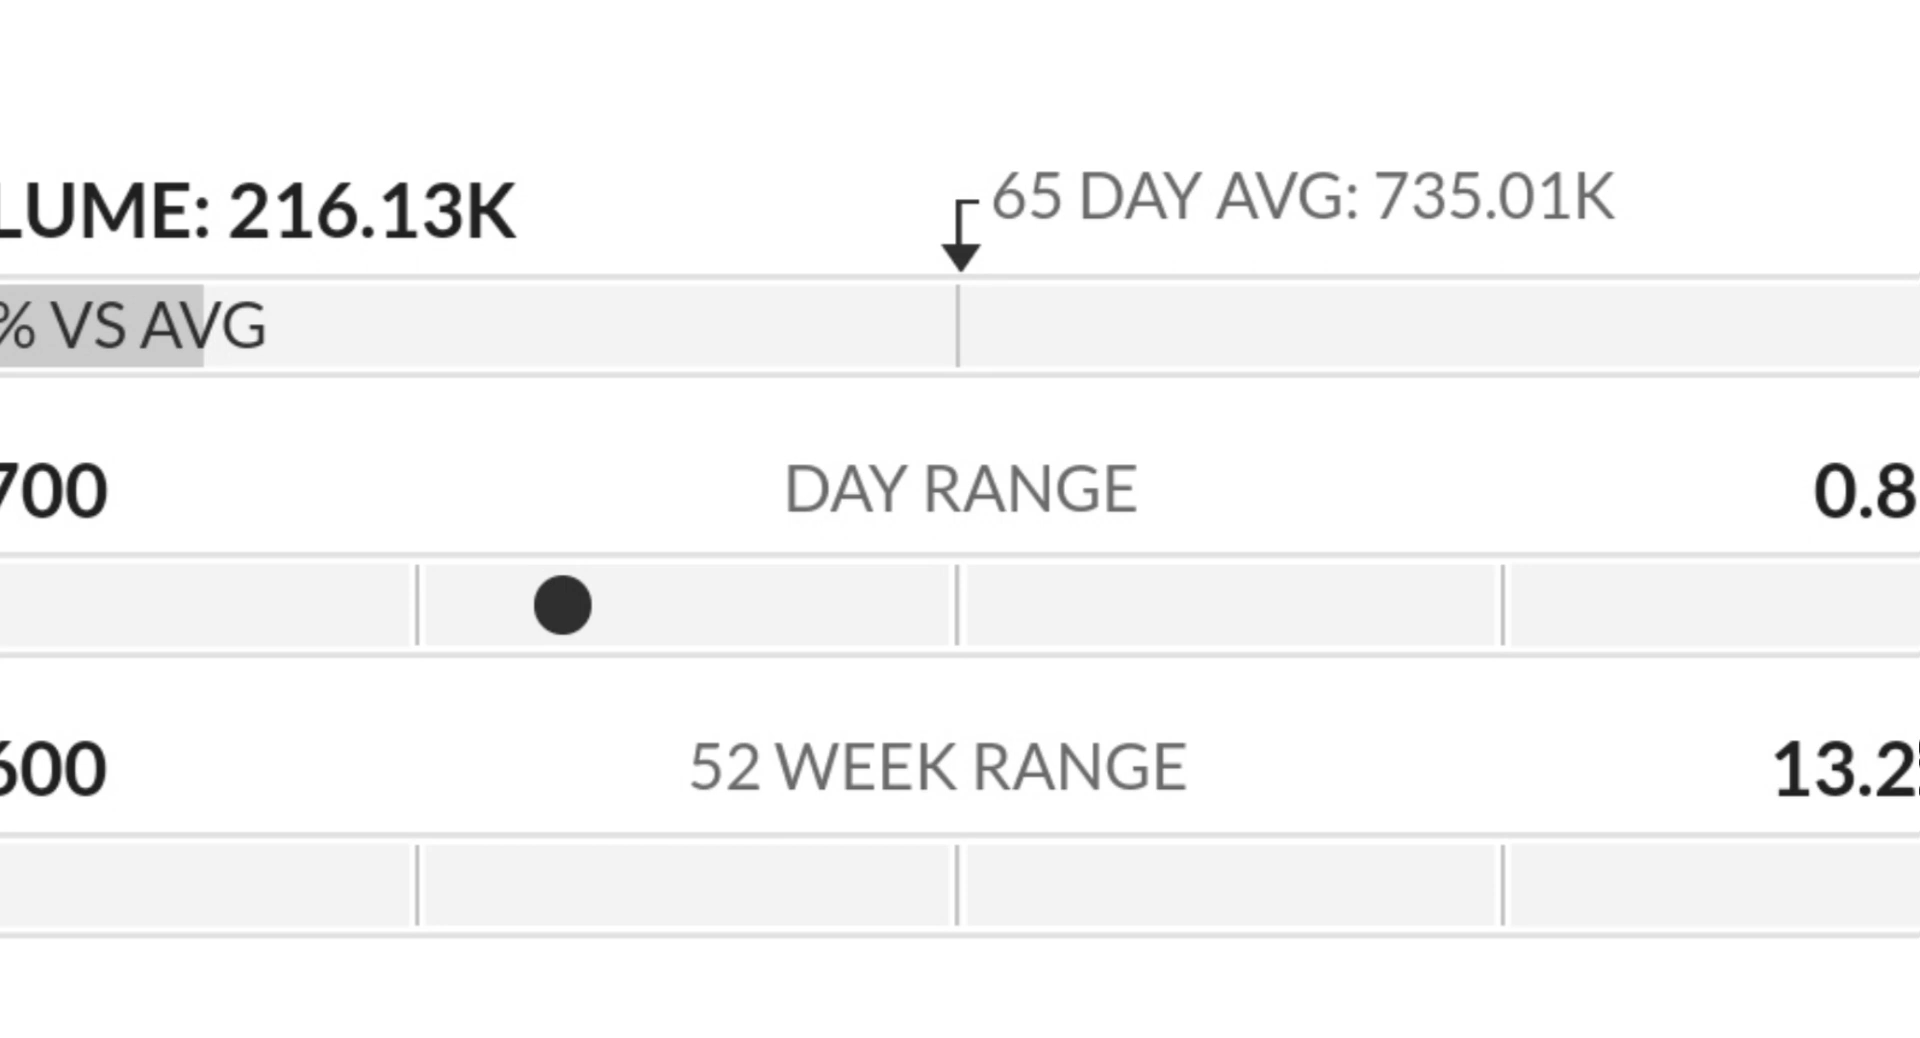 LUME: 216.13K
65 DAY AVG: 735.01K
% VS AVG
700
DAY RANGE
0.8
600
52 WEEK RANGE
13.2